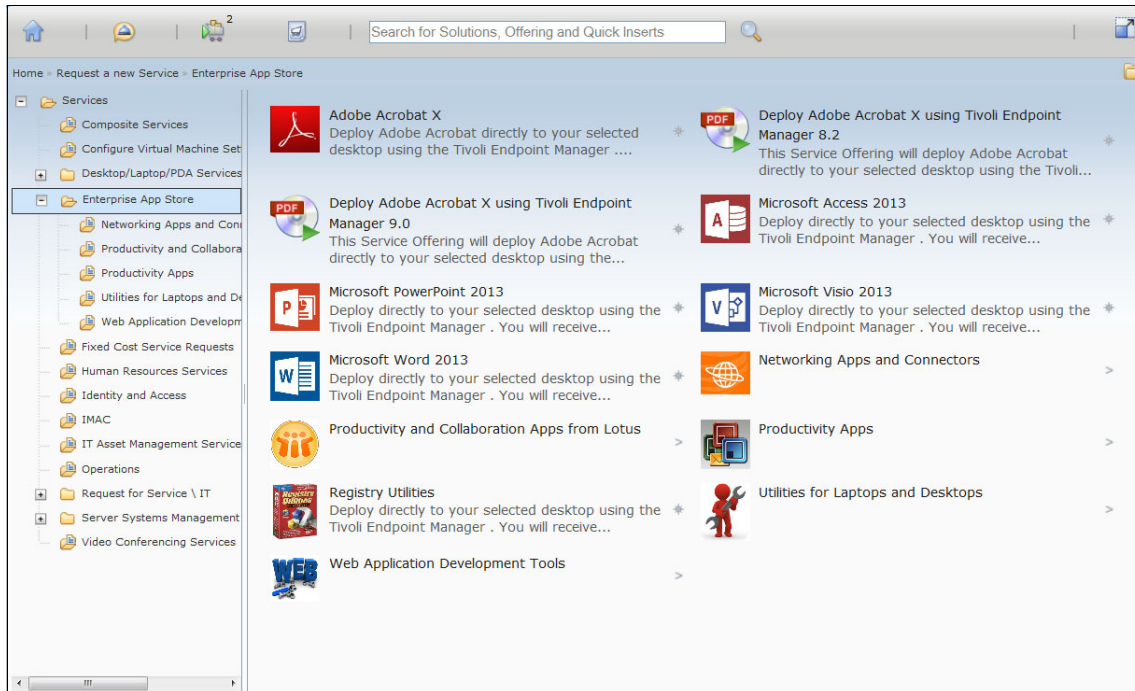 2
Search for Solutions, Offering and Quick Inserts
Home » Request a new Service » Enterprise App Store
Services
Composite Services
Configure Virtual Machine Set
Desktop/Laptop/PDA Services
Enterprise App Store
Networking Apps and Conn
Productivity and Collabora
Productivity Apps
Utilities for Laptops and De
Web Application Developm
Fixed Cost Service Requests
Human Resources Services
Identity and Access
IMAC
IT Asset Management Service
Operations
Request for Service \ IT
Server Systems Management
Video Conferencing Services
Adobe Acrobat X
Deploy Adobe Acrobat directly to your selected
desktop using the Tivoli Endpoint Manager ....
PDF
Deploy Adobe Acrobat X using Tivoli Endpoint
Manager 8.2
This Service Offering will deploy Adobe Acrobat
directly to your selected desktop using the Tivoli...
PDF
Deploy Adobe Acrobat X using Tivoli Endpoint
Manager 9.0
This Service Offering will deploy Adobe Acrobat
directly to your selected desktop using the...
A
Microsoft Access 2013
Deploy directly to your selected desktop using the
Tivoli Endpoint Manager . You will receive...
P
Microsoft PowerPoint 2013
Deploy directly to your selected desktop using the
Tivoli Endpoint Manager . You will receive...
V
Microsoft Visio 2013
Deploy directly to your selected desktop using the
Tivoli Endpoint Manager . You will receive...
W
Microsoft Word 2013
Deploy directly to your selected desktop using the
Tivoli Endpoint Manager . You will receive...
Networking Apps and Connectors
Productivity and Collaboration Apps from Lotus
Productivity Apps
Registry Utilities
Deploy directly to your selected desktop using the
Tivoli Endpoint Manager . You will receive...
Utilities for Laptops and Desktops
WEB
Web Application Development Tools